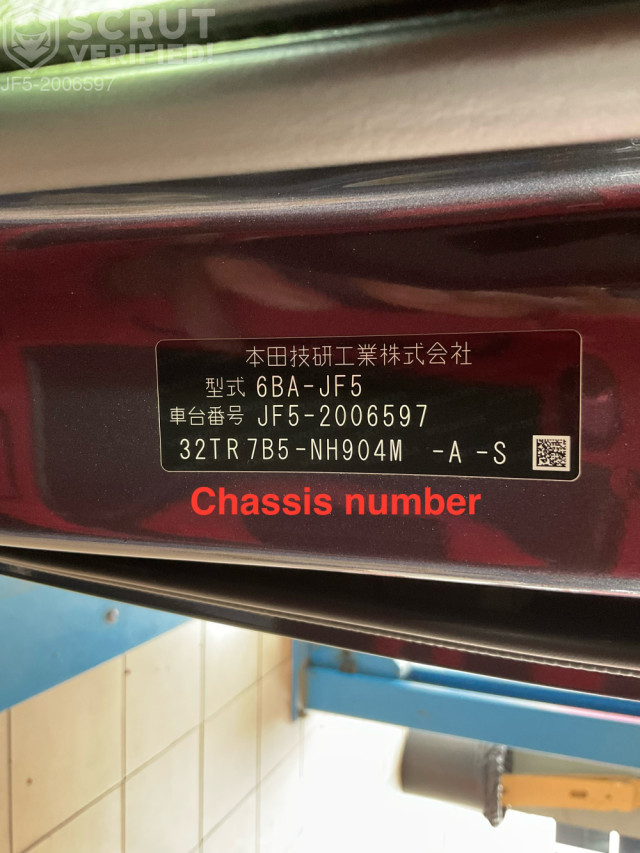 SCRUT
VERIFIED!
JF5-2006597
本田技研工業株式会社
型式 6BA-JF5
車台番号 JF5-2006597
32TR7B5-NH904M -A -S
Chassis number